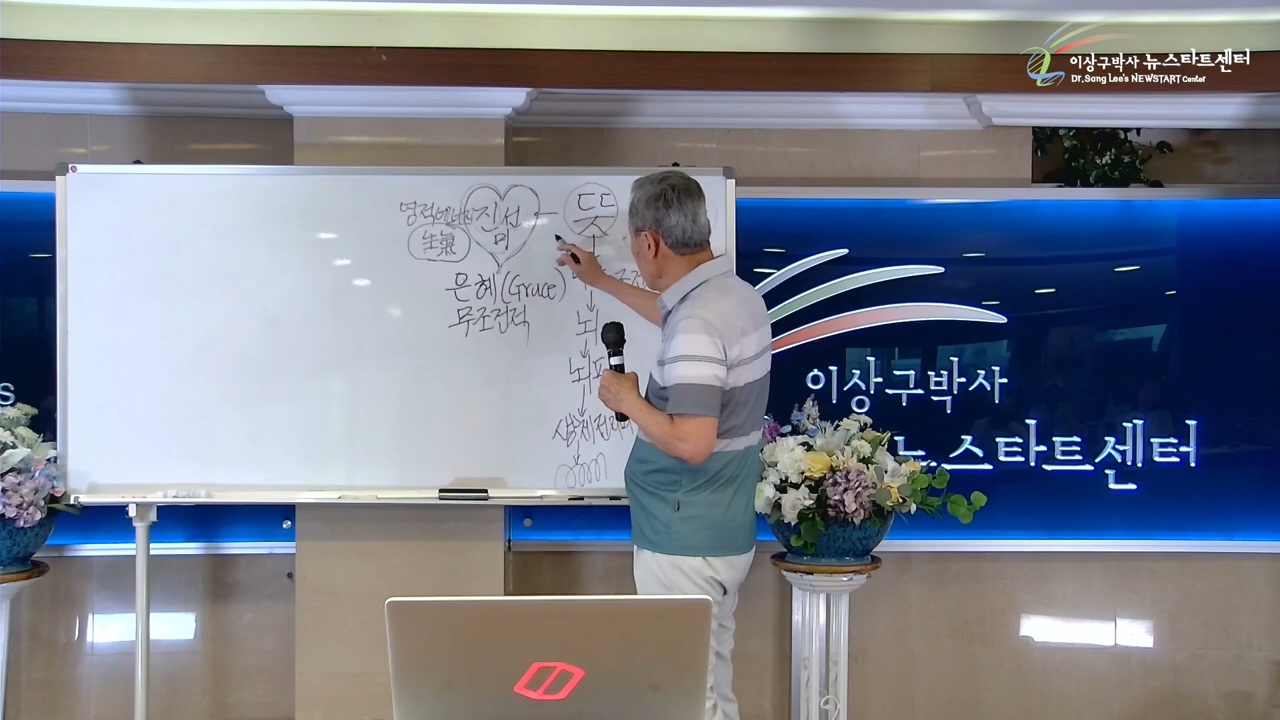 이상구박사 뉴스타트센터
Dr. Sang Lee's NEWSTART Center
영적에너지
生氣
진 선
미
뜻
은혜(Grace)
무조건적
뇌
뇌파
이상구박사
뉴스타트센터
s